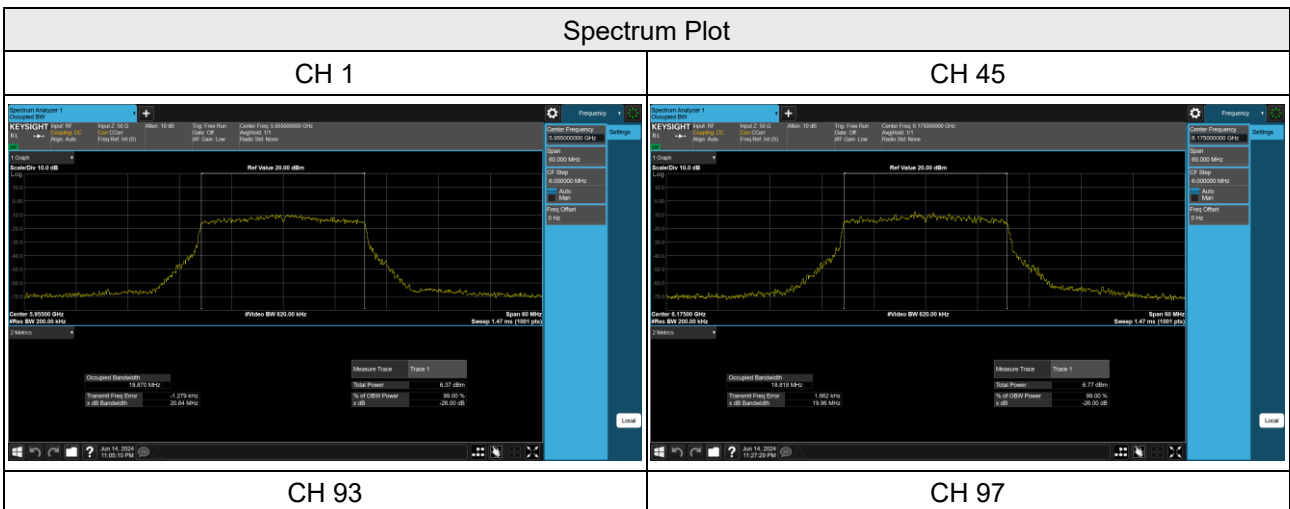 Spectrum Plot
CH 1
CH 45
Spectrum Analyzer 1
Occupied BW
KEYSIGHT Input: RF
Coupling: DC
Align: Auto
Input Z: 50 Ω
Corr CCorr
Freq Ref: Int (S)
Atten: 10 dB
Trig: Free Run
Gate: Off
#IF Gain: Low
Center Freq: 5.955000000 GHz
Avg|Hold: 1/1
Radio Std: None
1 Graph
Scale/Div 10.0 dB
Ref Value 20.00 dBm
Log
Center 5.95500 GHz
#Res BW 200.00 kHz
#Video BW 620.00 kHz
Span 60 MHz
Sweep 1.47 ms (1001 pts)
2 Metrics
Occupied Bandwidth
18.870 MHz
Transmit Freq Error -1.279 kHz
x dB Bandwidth 20.64 MHz
Measure Trace Trace 1
Total Power 6.37 dBm
% of OBW Power 99.00 %
x dB -26.00 dB
Frequency
Settings
Center Frequency
5.955000000 GHz
Span
60.000 MHz
CF Step
6.000000 MHz
Auto
Man
Freq Offset
0 Hz
Local
Jun 14, 2024
11:05:10 PM
Spectrum Analyzer 1
Occupied BW
KEYSIGHT Input: RF
Coupling: DC
Align: Auto
Input Z: 50 Ω
Corr CCorr
Freq Ref: Int (S)
Atten: 10 dB
Trig: Free Run
Gate: Off
#IF Gain: Low
Center Freq: 6.175000000 GHz
Avg|Hold: 1/1
Radio Std: None
1 Graph
Scale/Div 10.0 dB
Ref Value 20.00 dBm
Log
Center 6.17500 GHz
#Res BW 200.00 kHz
#Video BW 620.00 kHz
Span 60 MHz
Sweep 1.47 ms (1001 pts)
2 Metrics
Occupied Bandwidth
18.818 MHz
Transmit Freq Error 1.662 kHz
x dB Bandwidth 19.96 MHz
Measure Trace Trace 1
Total Power 6.77 dBm
% of OBW Power 99.00 %
x dB -26.00 dB
Frequency
Settings
Center Frequency
6.175000000 GHz
Span
60.000 MHz
CF Step
6.000000 MHz
Auto
Man
Freq Offset
0 Hz
Local
Jun 14, 2024
11:27:29 PM
CH 93
CH 97